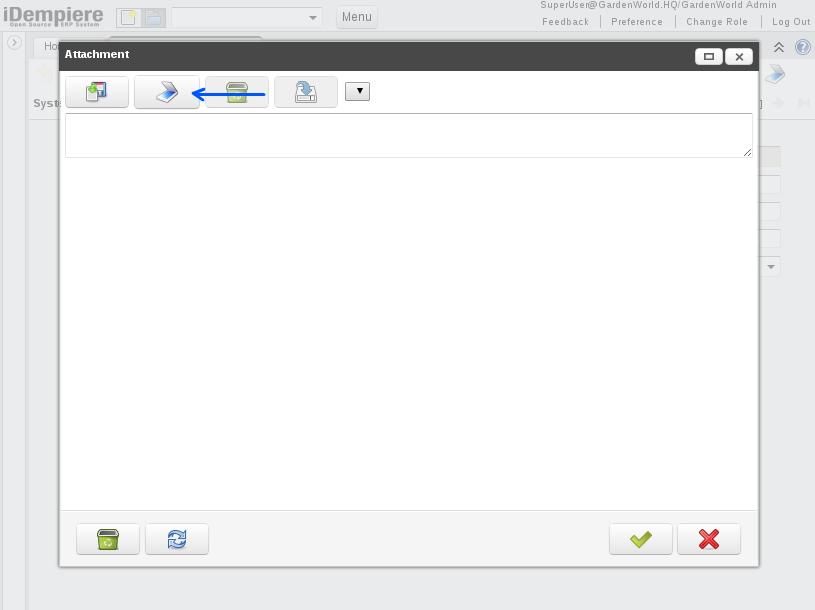 iDempiere
Open Source ERP System
Menu
SuperUser@GardenWorld.HQ/GardenWorld Admin
Feedback
Preference
Change Role
Log Out
Attachment
]